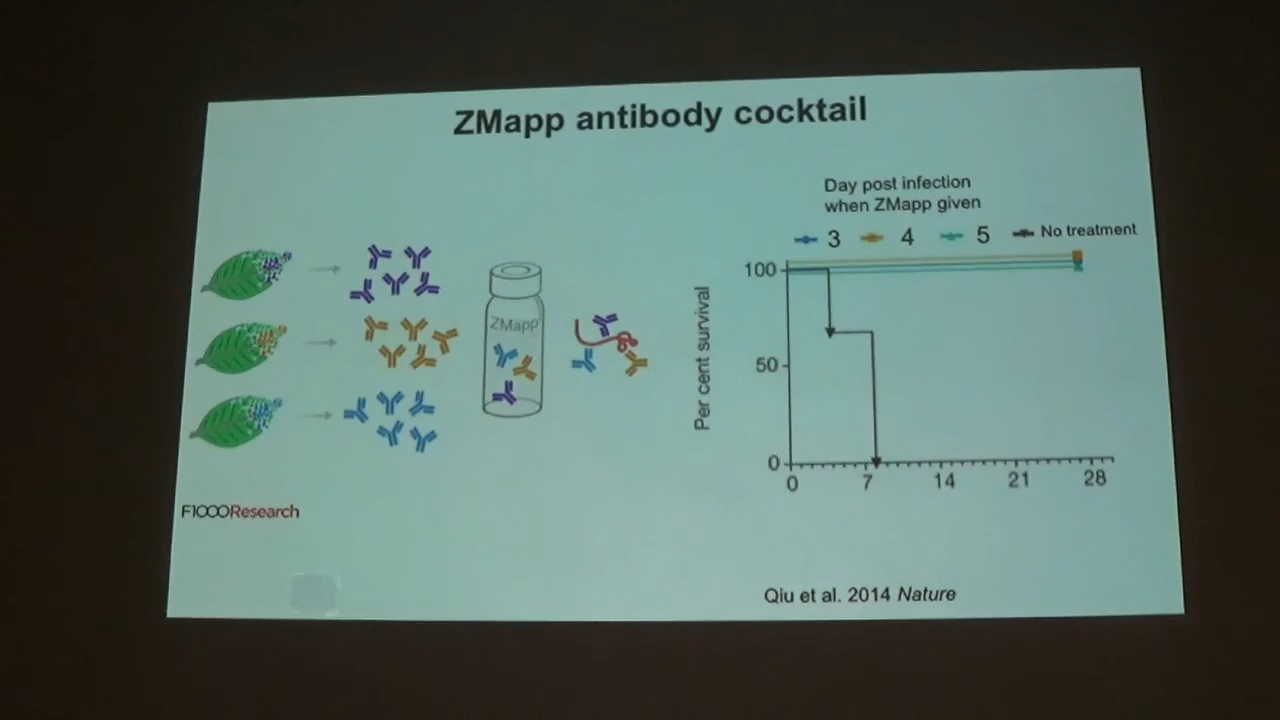 ZMapp antibody cocktail
Day post infection
when ZMapp given
3 4 5 No treatment
100
50
0
Per cent survival
0 7 14 21 28
ZMapp
F1000Research
Qiu et al. 2014 Nature